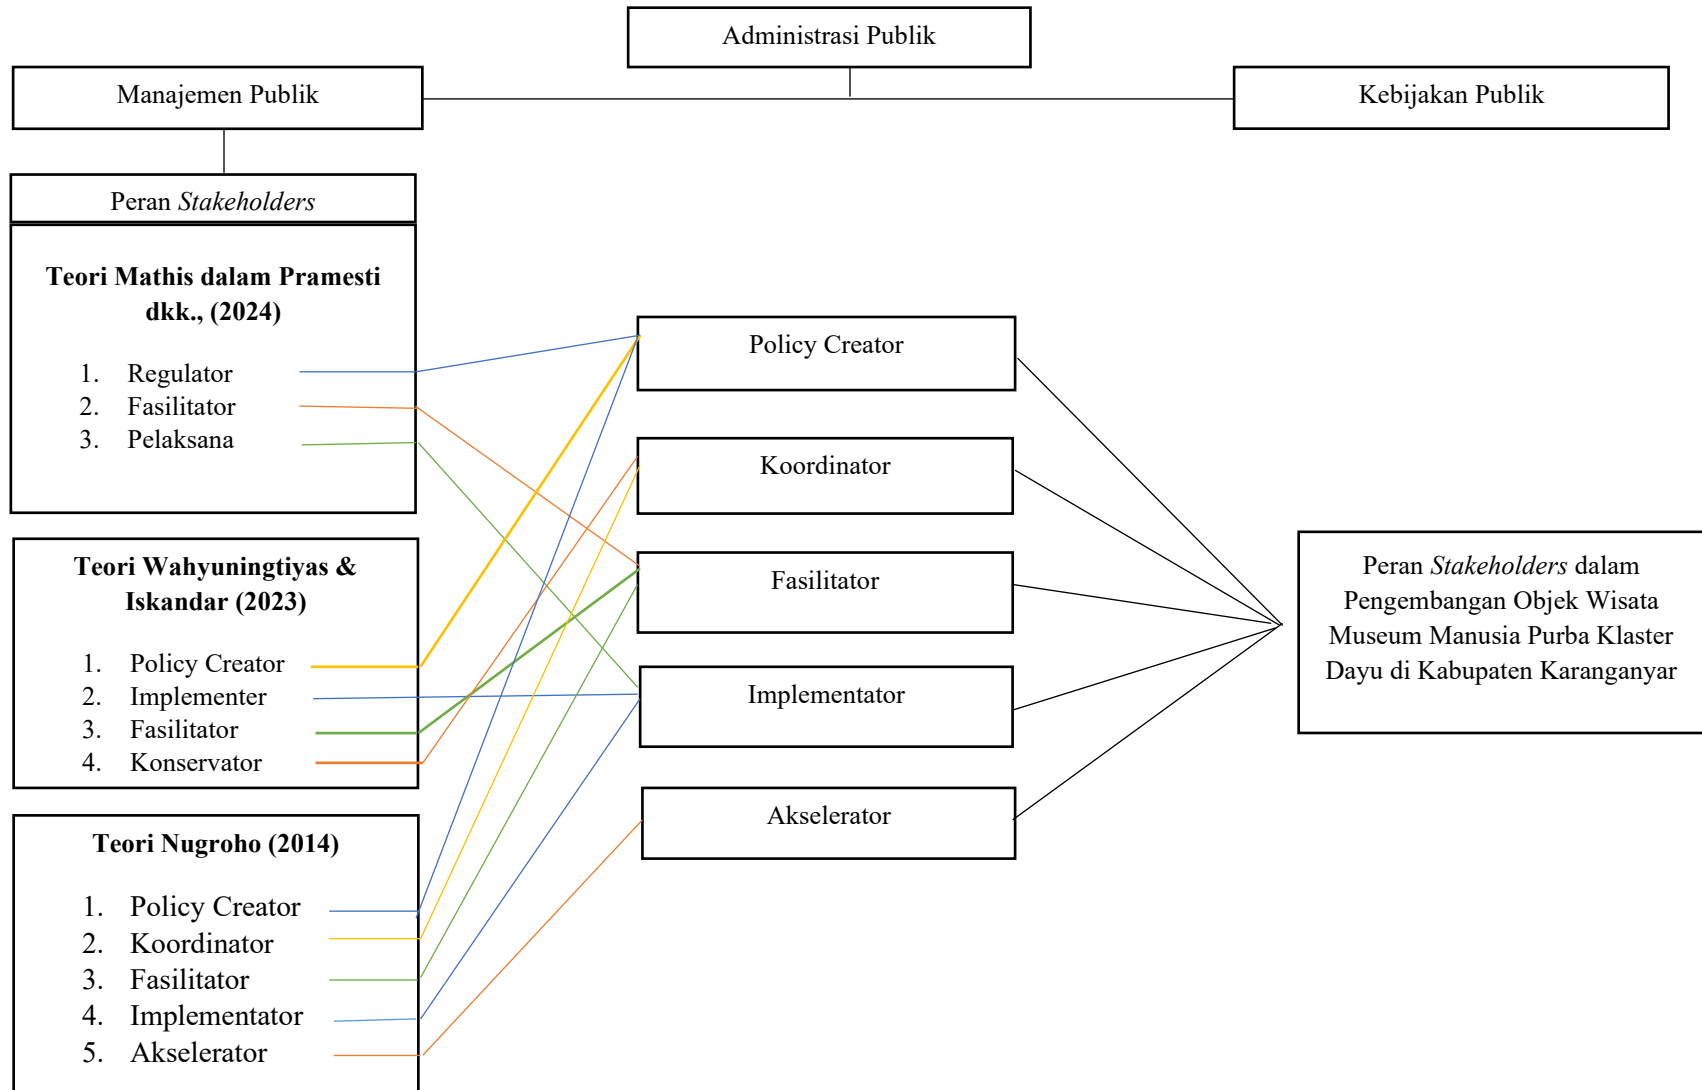 Administrasi Publik
Manajemen Publik
Kebijakan Publik
Peran Stakeholders
Teori Mathis dalam Pramesti
dkk., (2024)
1. Regulator
2. Fasilitator
3. Pelaksana
Teori Wahyuningtiyas &
Iskandar (2023)
1. Policy Creator
2. Implementer
3. Fasilitator
4. Konservator
Teori Nugroho (2014)
1. Policy Creator
2. Koordinator
3. Fasilitator
4. Implementator
5. Akselerator
Policy Creator
Koordinator
Fasilitator
Implementator
Akselerator
Peran Stakeholders dalam
Pengembangan Objek Wisata
Museum Manusia Purba Klaster
Dayu di Kabupaten Karanganyar